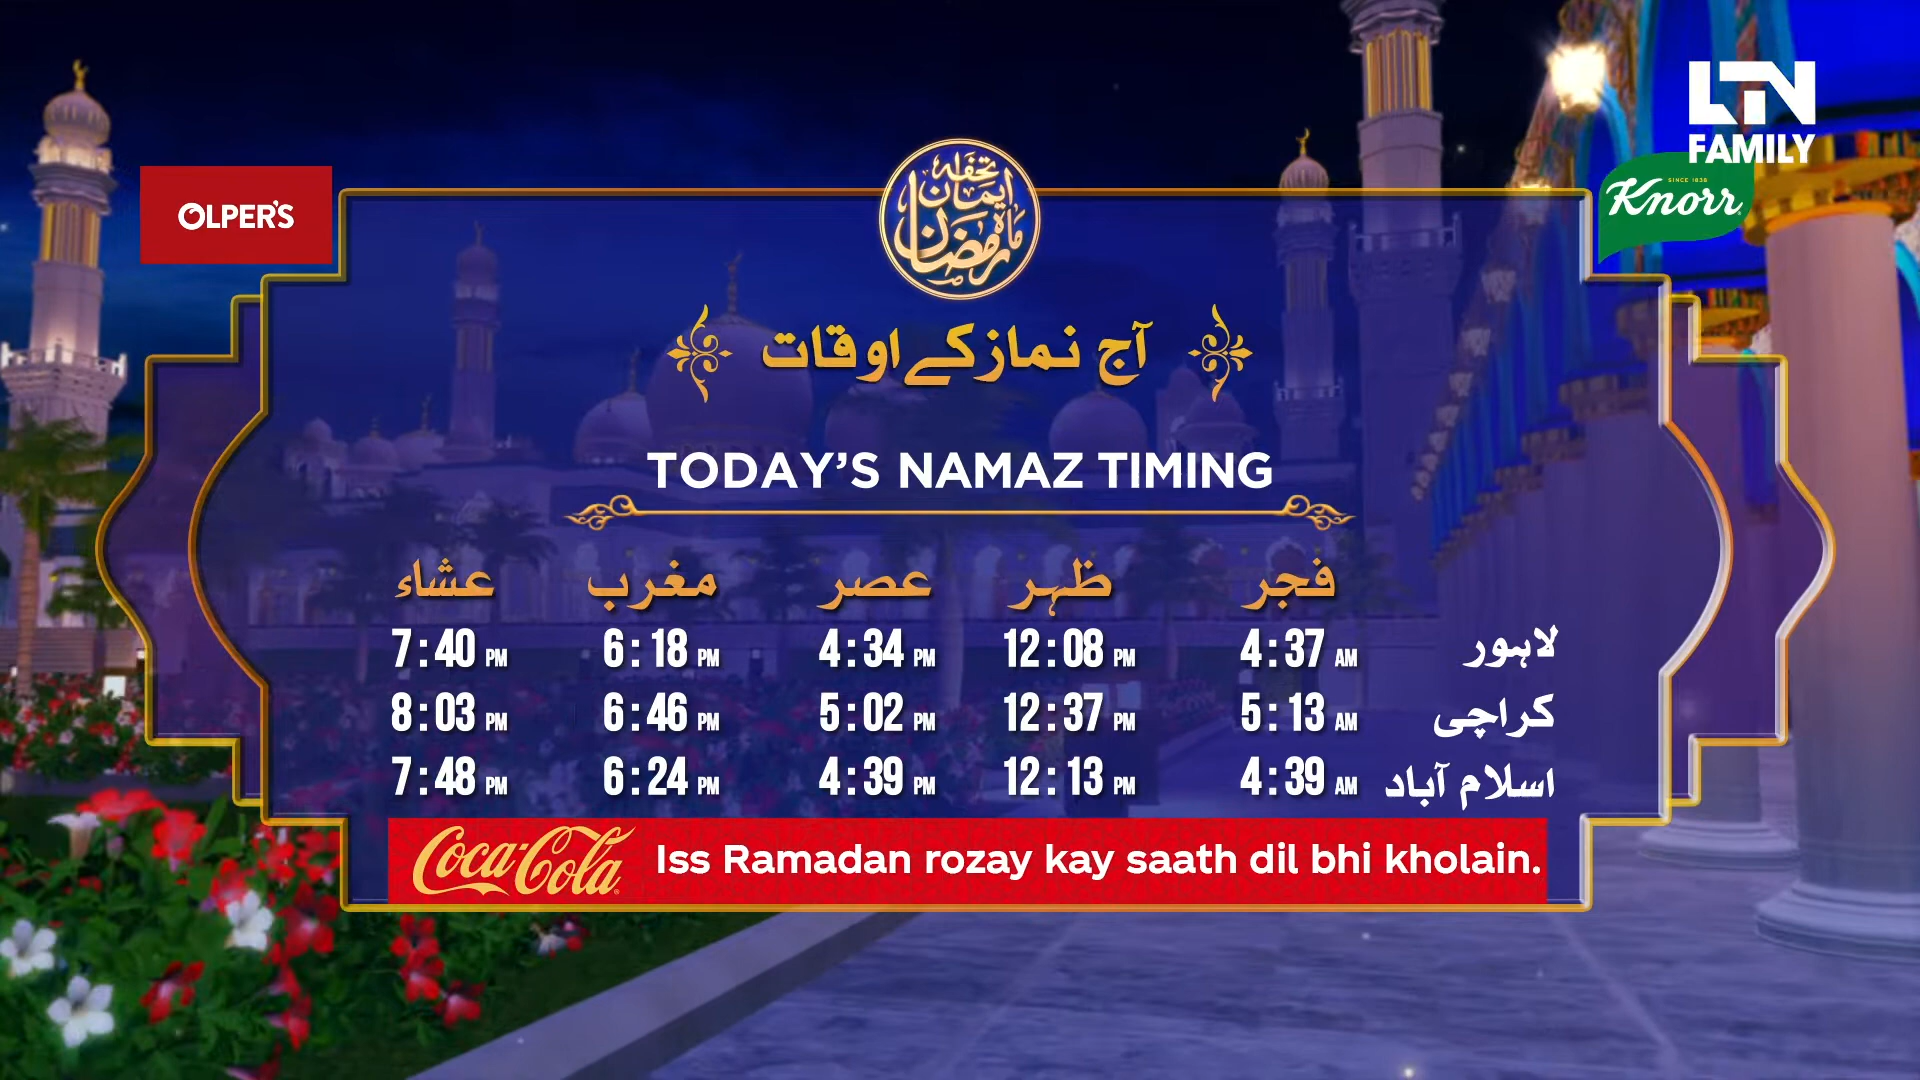 LTN
FAMILY
OLPER'S
SINCE 1838
Knorr
تحفۂ
ایمان
ماہ رمضان
آج نماز کے اوقات
TODAY'S NAMAZ TIMING
فجر ظہر عصر مغرب عشاء
لاہور 4:37 AM 12:08 PM 4:34 PM 6:18 PM 7:40 PM
کراچی 5:13 AM 12:37 PM 5:02 PM 6:46 PM 8:03 PM
اسلام آباد 4:39 AM 12:13 PM 4:39 PM 6:24 PM 7:48 PM
Coca-Cola Iss Ramadan rozay kay saath dil bhi kholain.